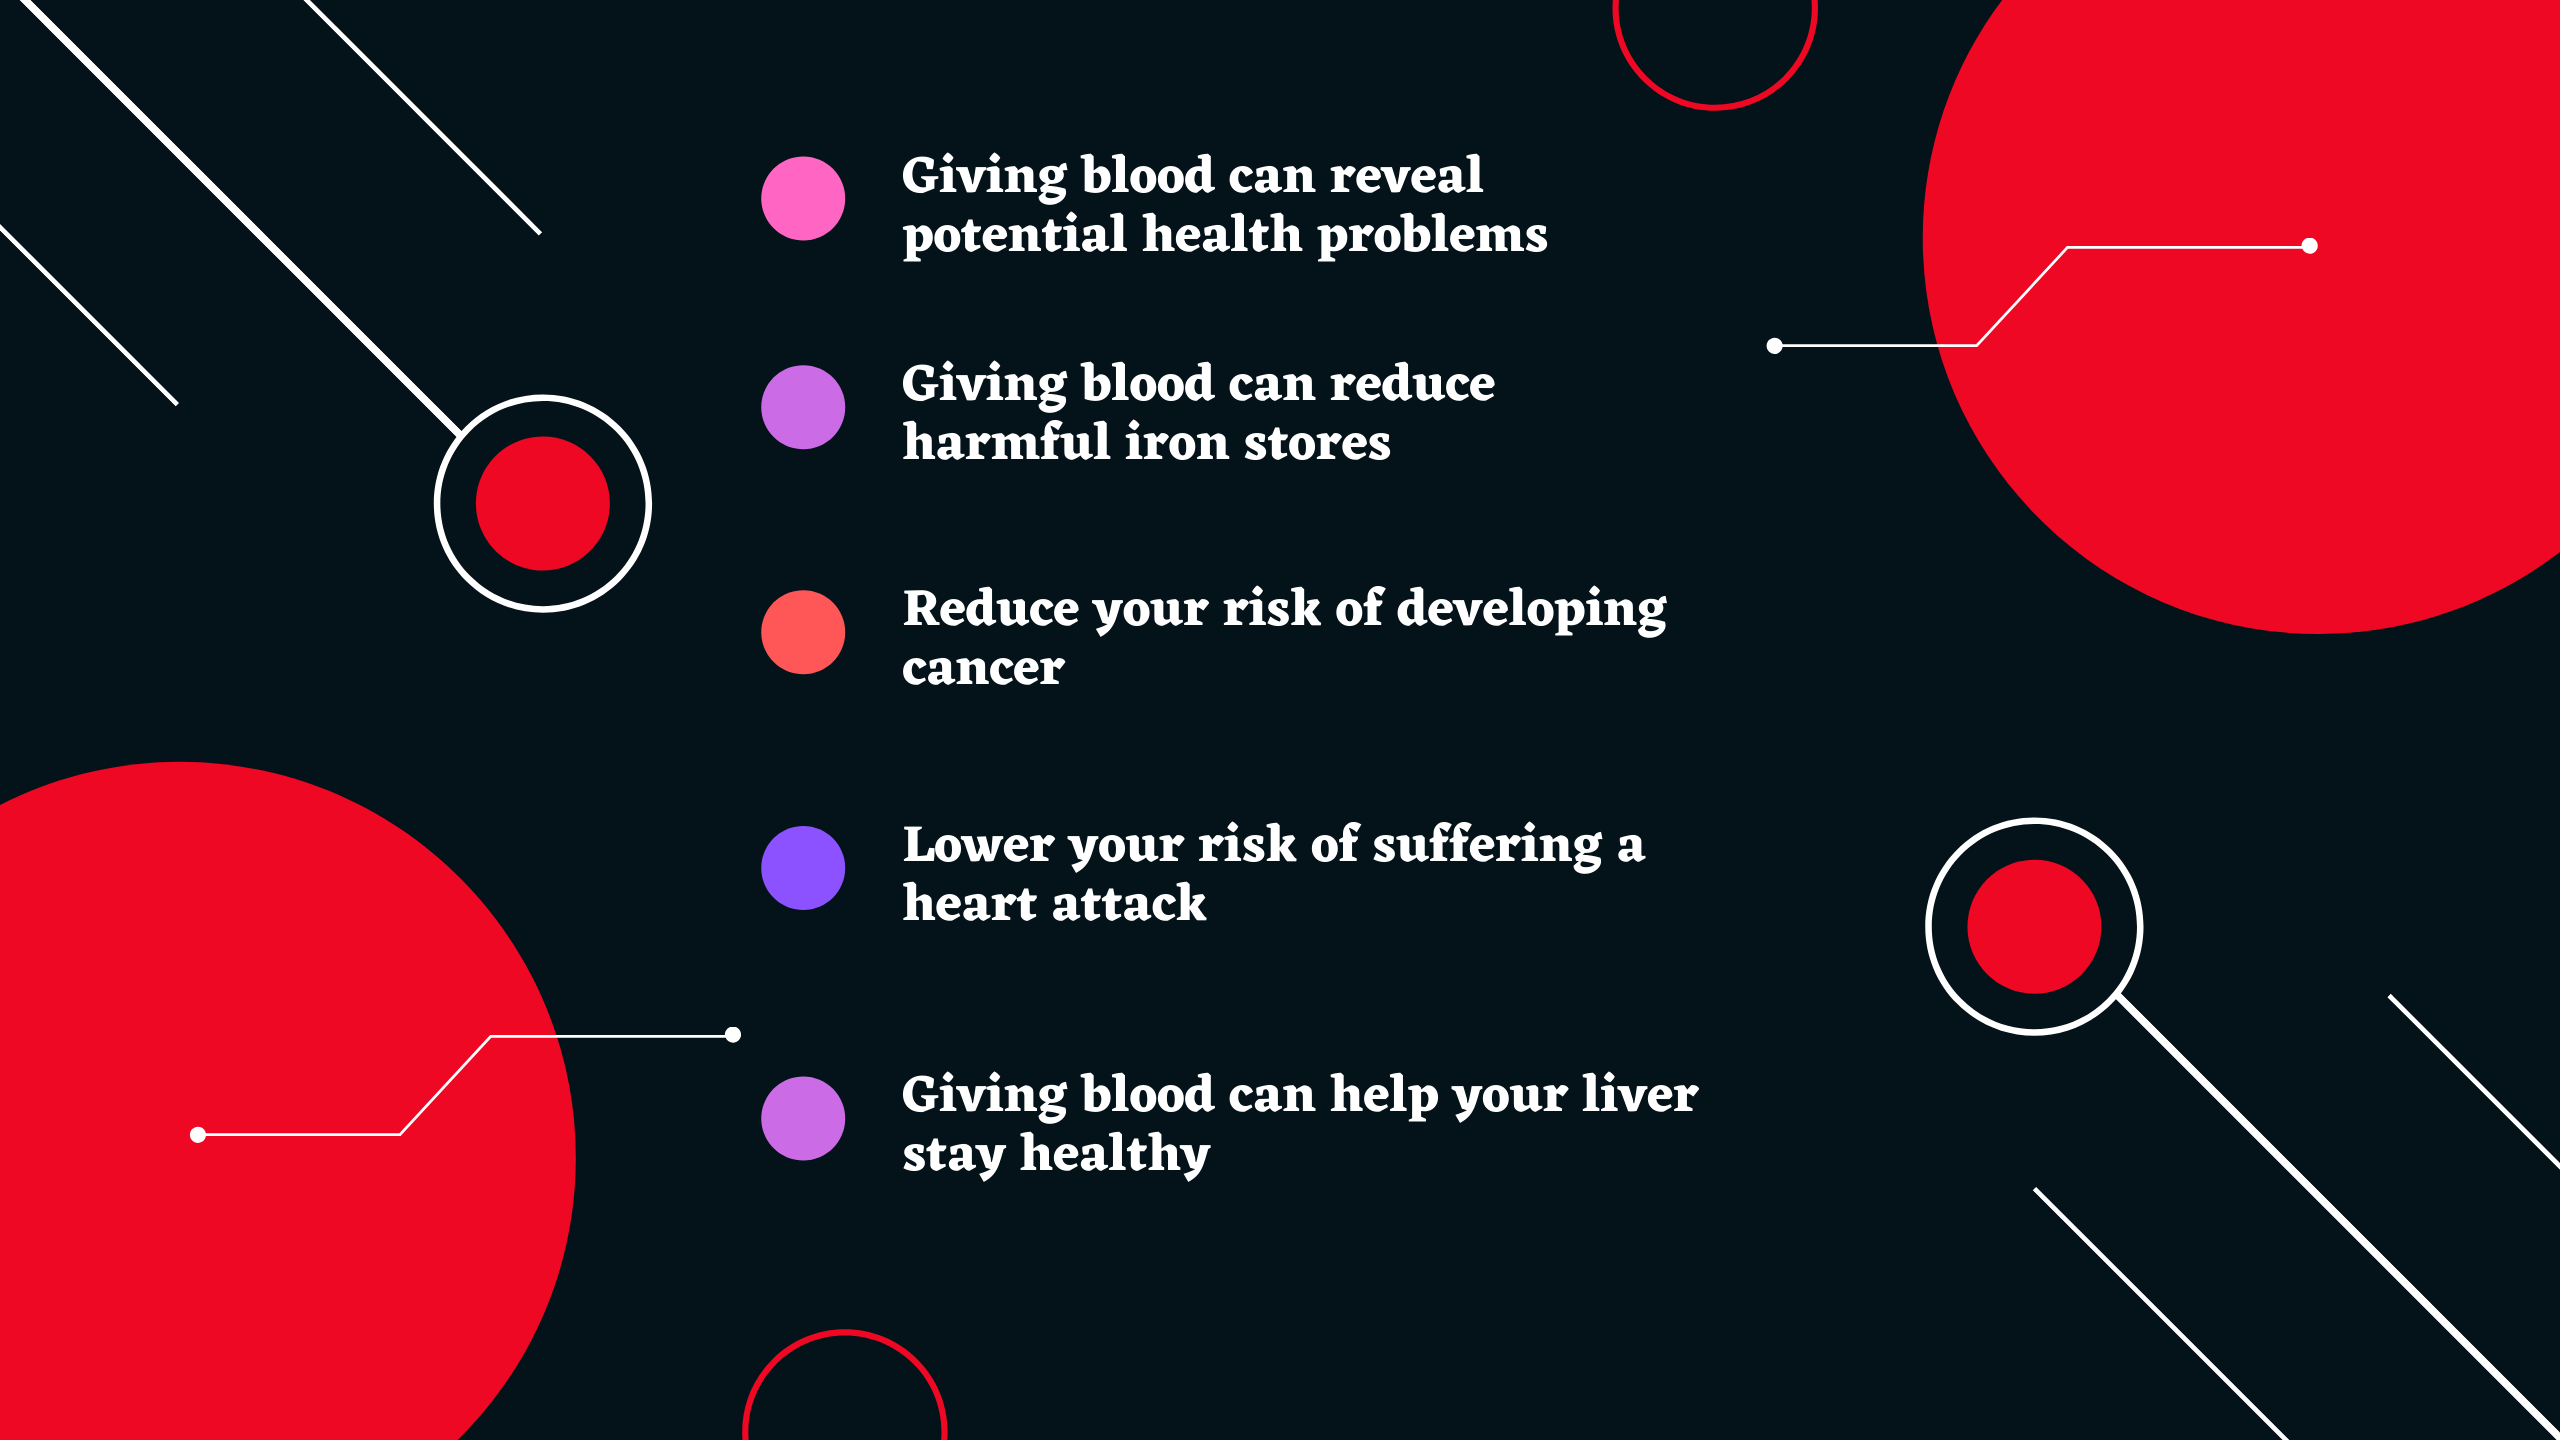 Giving blood can reveal
potential health problems
Giving blood can reduce
harmful iron stores
Reduce your risk of developing
cancer
Lower your risk of suffering a
heart attack
Giving blood can help your liver
stay healthy